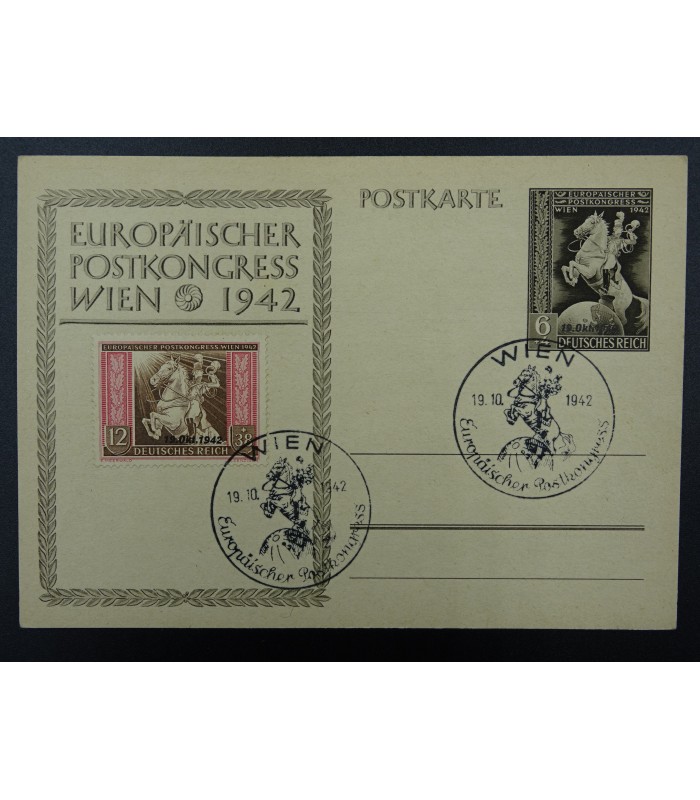 EUROPÄISCHER
POSTKONGRESS
WIEN 1942
POSTKARTE
EUROPÄISCHER
POSTKONGRESS
WIEN 1942
19.Okt.1942
6
DEUTSCHES REICH
EUROPÄISCHER POSTKONGRESS WIEN 1942
19.Okt.1942
12 + 38
DEUTSCHES REICH
WIEN
19.10. 1942
Europäischer Postkongress
WIEN
19.10. 1942
Europäischer Postkongress